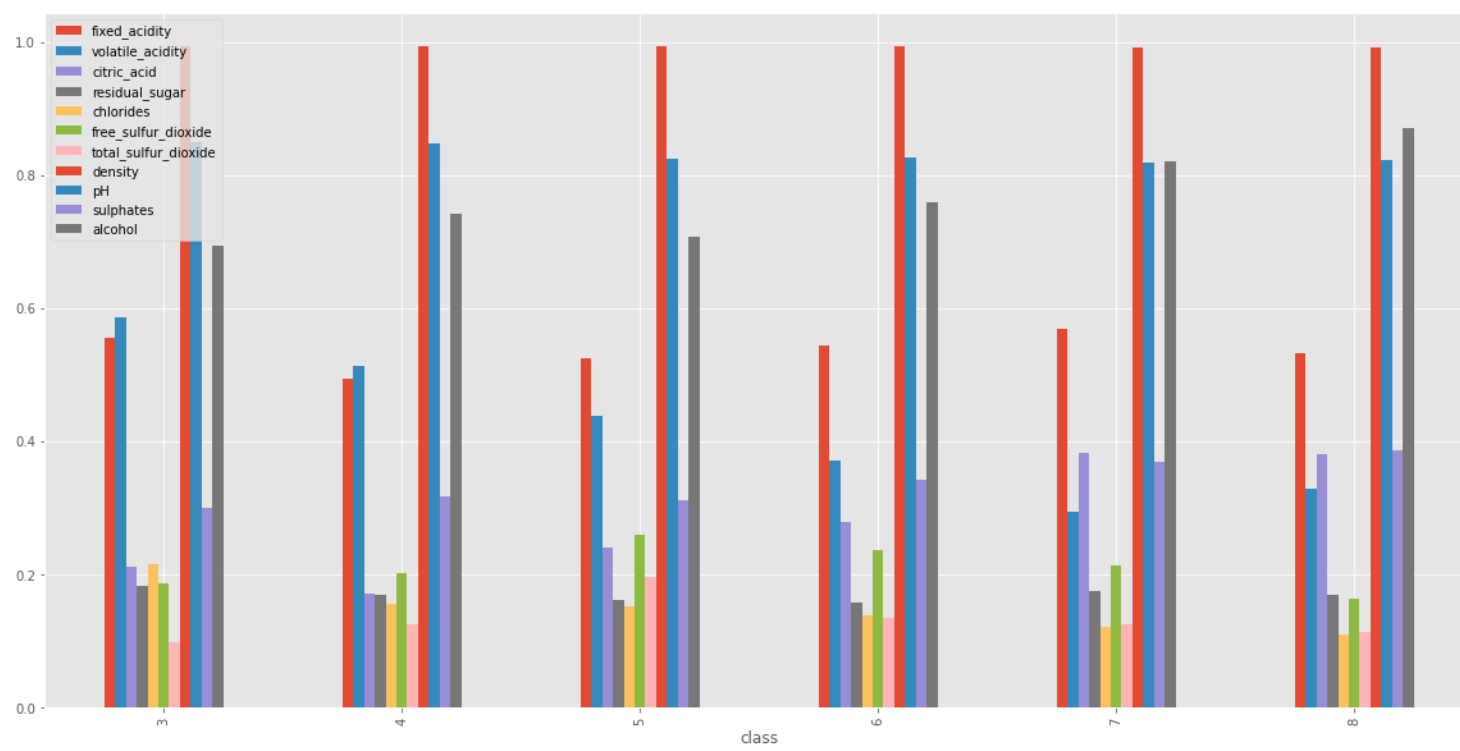 fixed_acidity
volatile_acidity
citric_acid
residual_sugar
chlorides
free_sulfur_dioxide
total_sulfur_dioxide
density
pH
sulphates
alcohol
1.0
0.8
0.6
0.4
0.2
0.0
3 4 5 6 7 8
class